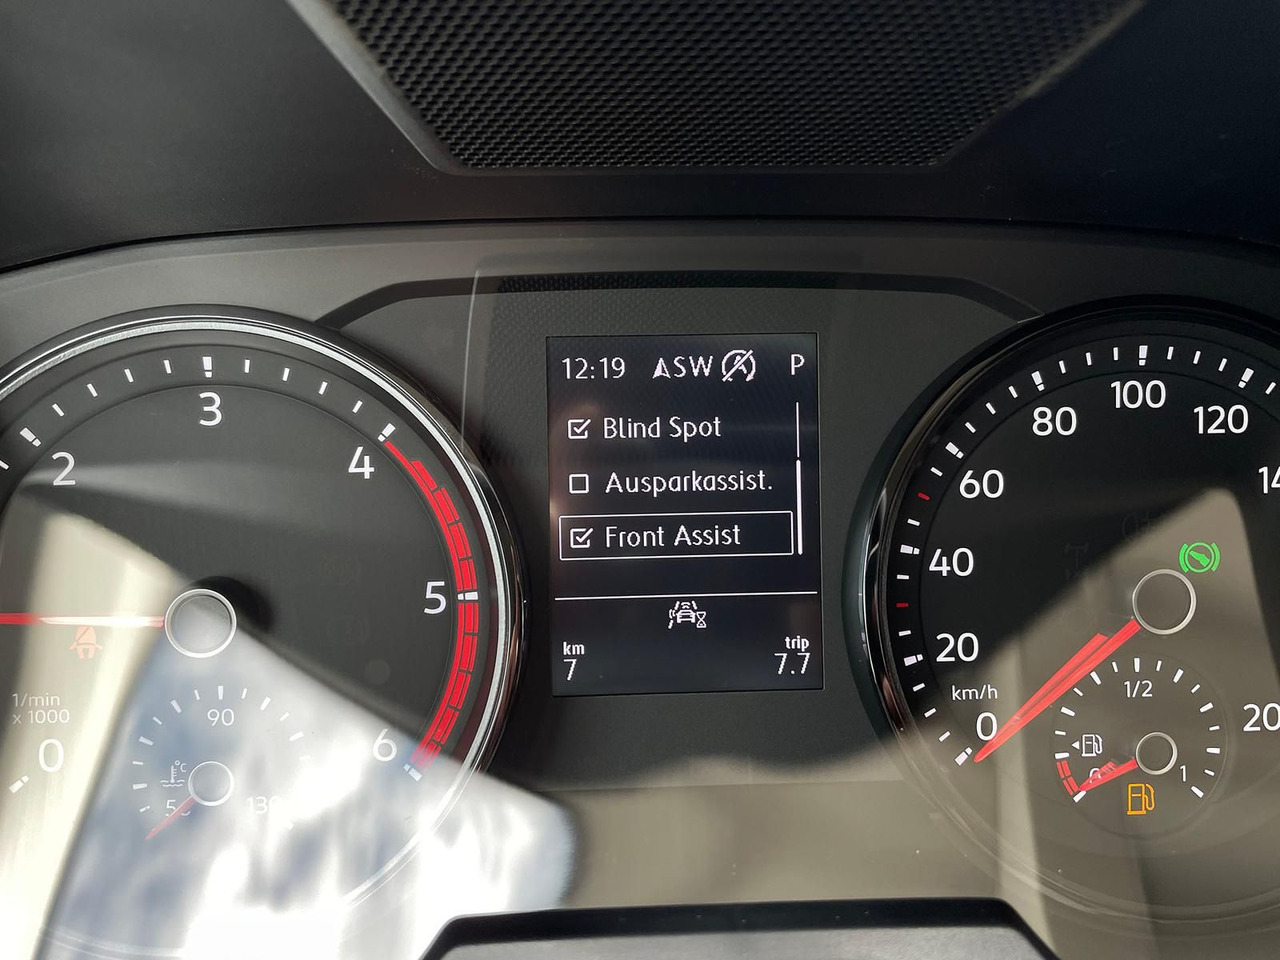 12:19 ASW P
Blind Spot
Ausparkassist.
Front Assist
km
7
trip
7.7
2
3
4
5
6
1/min
x 1000
0
90
°C
130
0
20
40
60
80
100
120
km/h
1/2
0
1